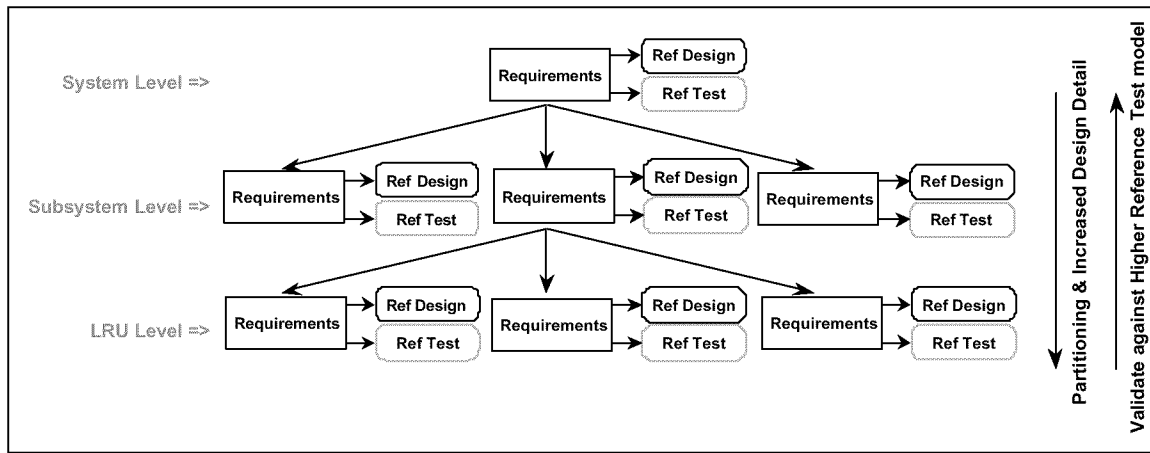 Ref Design
System Level =>
Requirements
Ref Test
Ref Design
Ref Design
Ref Design
Requirements
Requirements
Requirements
Subsystem Level =>
Ref Test
Ref Test
Ref Test
Ref Design
Ref Design
Ref Design
Requirements
Requirements
Requirements
LRU Level =>
Ref Test
Ref Test
Ref Test
Partitioning & Increased Design Detail
Validate against Higher Reference Test model